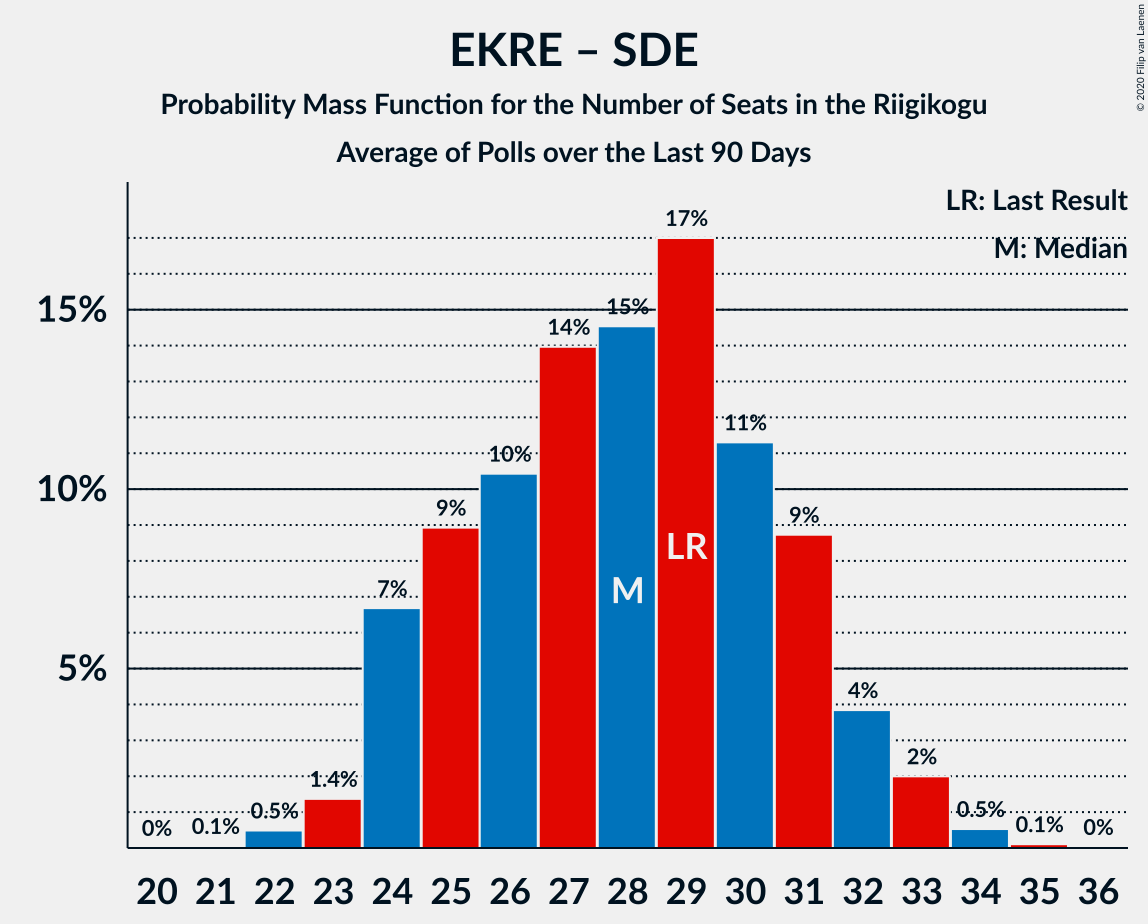 EKRE – SDE
Probability Mass Function for the Number of Seats in the Riigikogu
Average of Polls over the Last 90 Days
© 2020 Filip van Laenen
LR: Last Result
M: Median
15%
10%
5%
0%
0.1%
0.5%
1.4%
7%
9%
10%
14%
15%
17%
11%
9%
4%
2%
0.5%
0.1%
0%
M
LR
20 21 22 23 24 25 26 27 28 29 30 31 32 33 34 35 36